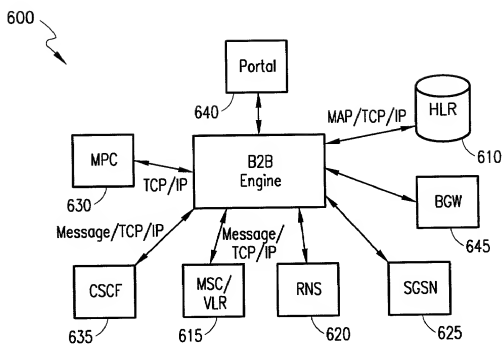 600
Portal
640
MAP/TCP/IP
HLR
610
MPC
630
TCP/IP
B2B
Engine
BGW
645
Message/TCP/IP
Message/
TCP/IP
CSCF
635
MSC/
VLR
615
RNS
620
SGSN
625